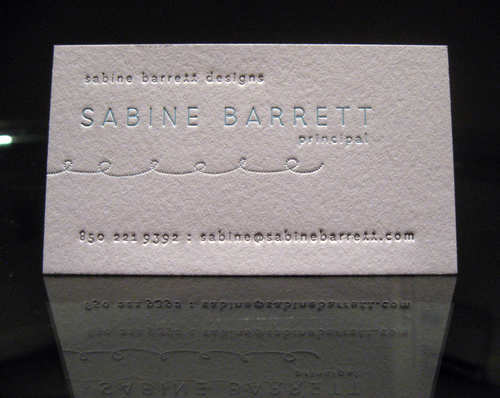 sabine barrett designs
SABINE BARRETT
principal
850 221 9392 : sabine@sabinebarrett.com